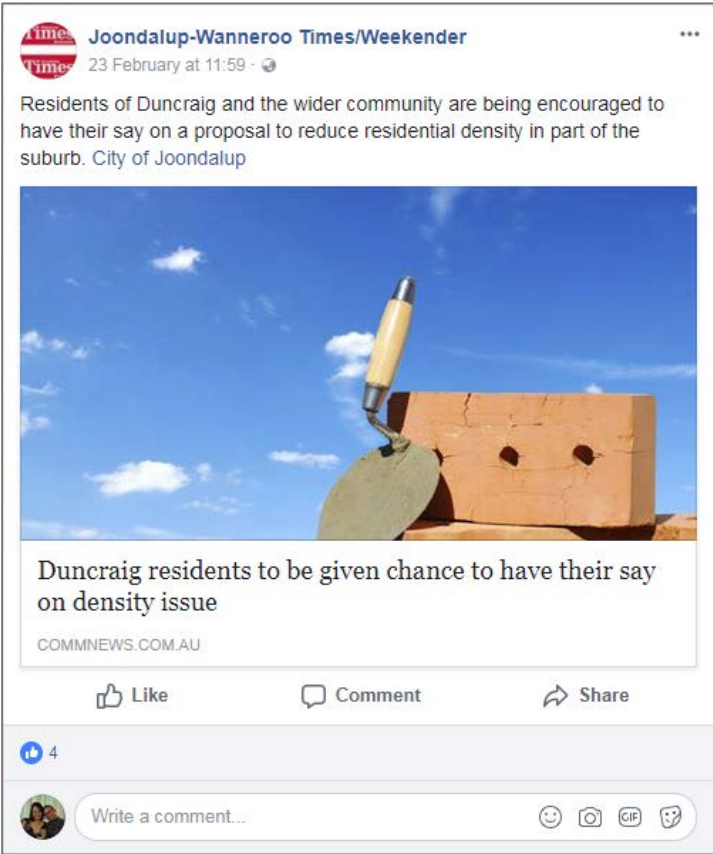 Times
Times
Joondalup-Wanneroo Times/Weekender
23 February at 11:59 ·
Residents of Duncraig and the wider community are being encouraged to
have their say on a proposal to reduce residential density in part of the
suburb. City of Joondalup
Duncraig residents to be given chance to have their say
on density issue
COMMNEWS.COM.AU
Like Comment Share
4
Write a comment...
GIF